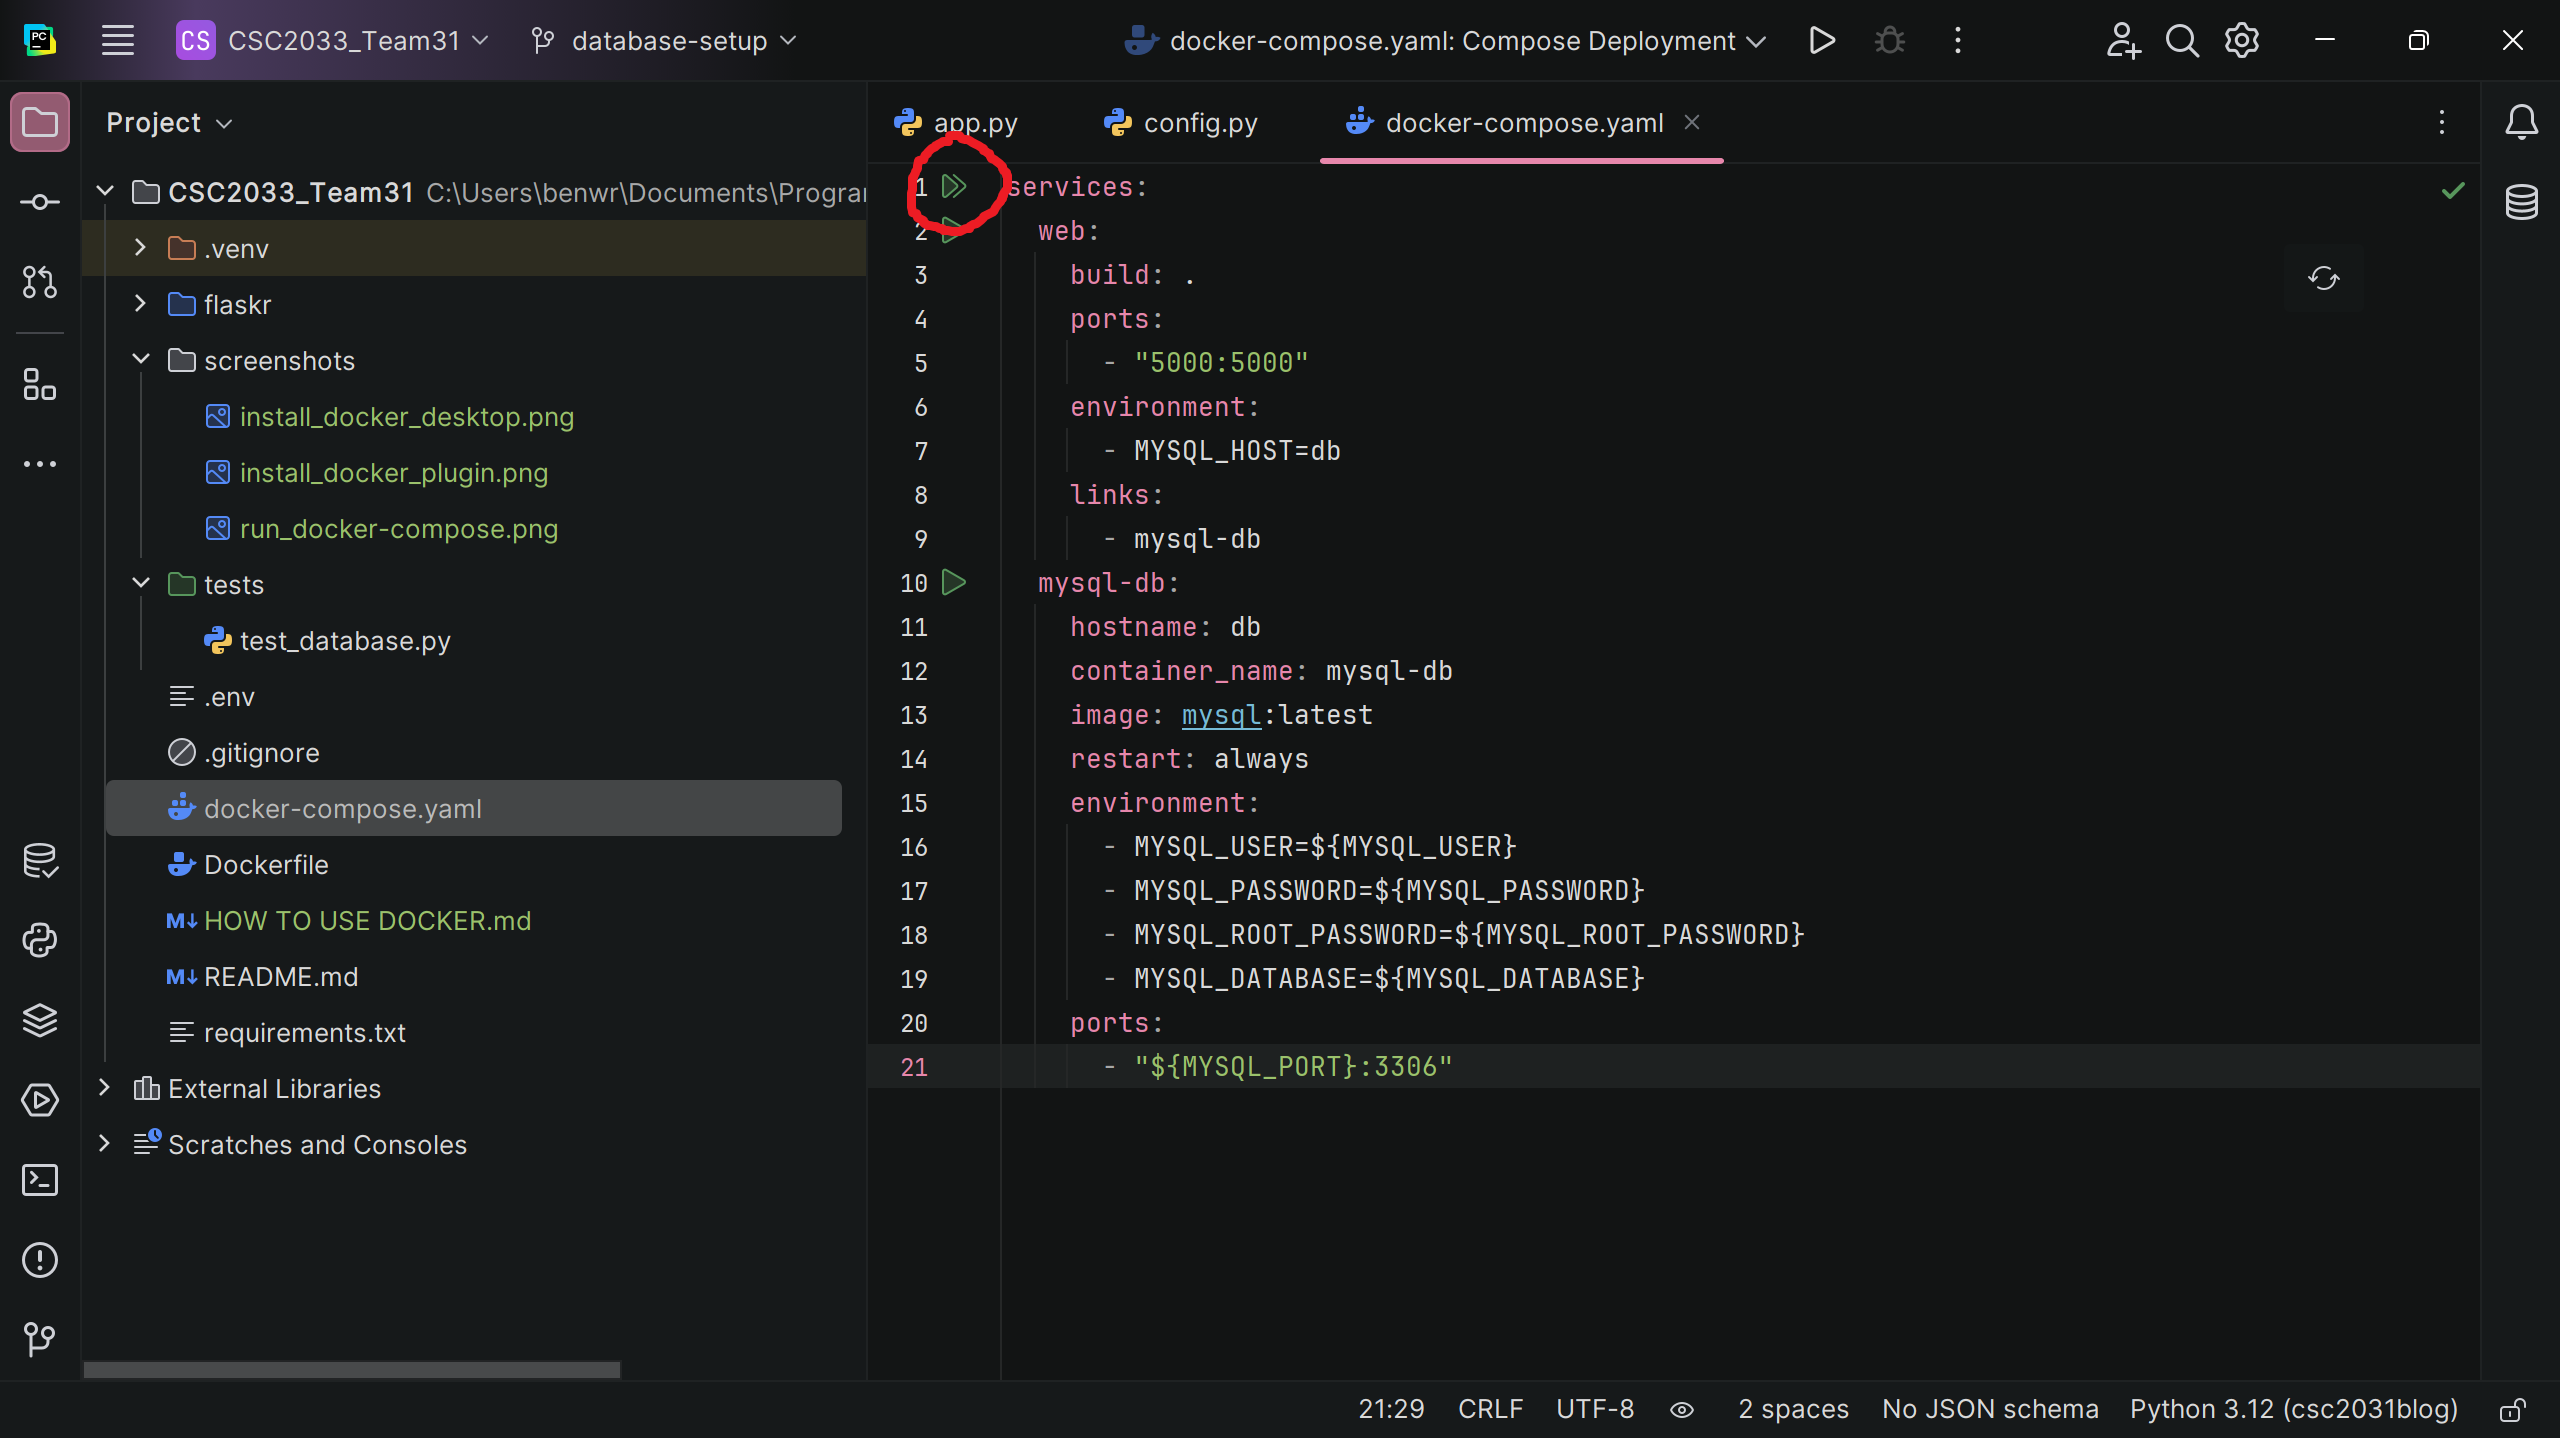 PC
CS CSC2033_Team31
database-setup
docker-compose.yaml: Compose Deployment
Project
CSC2033_Team31 C:\Users\benwr\Documents\Progra
.venv
flaskr
screenshots
install_docker_desktop.png
install_docker_plugin.png
run_docker-compose.png
tests
test_database.py
.env
.gitignore
docker-compose.yaml
Dockerfile
M↓ HOW TO USE DOCKER.md
M↓ README.md
requirements.txt
External Libraries
Scratches and Consoles
app.py config.py docker-compose.yaml
1 services:
2 web:
3 build: .
4 ports:
5 - "5000:5000"
6 environment:
7 - MYSQL_HOST=db
8 links:
9 - mysql-db
10 mysql-db:
11 hostname: db
12 container_name: mysql-db
13 image: mysql:latest
14 restart: always
15 environment:
16 - MYSQL_USER=${MYSQL_USER}
17 - MYSQL_PASSWORD=${MYSQL_PASSWORD}
18 - MYSQL_ROOT_PASSWORD=${MYSQL_ROOT_PASSWORD}
19 - MYSQL_DATABASE=${MYSQL_DATABASE}
20 ports:
21 - "${MYSQL_PORT}:3306"
21:29 CRLF UTF-8 2 spaces No JSON schema Python 3.12 (csc2031blog)